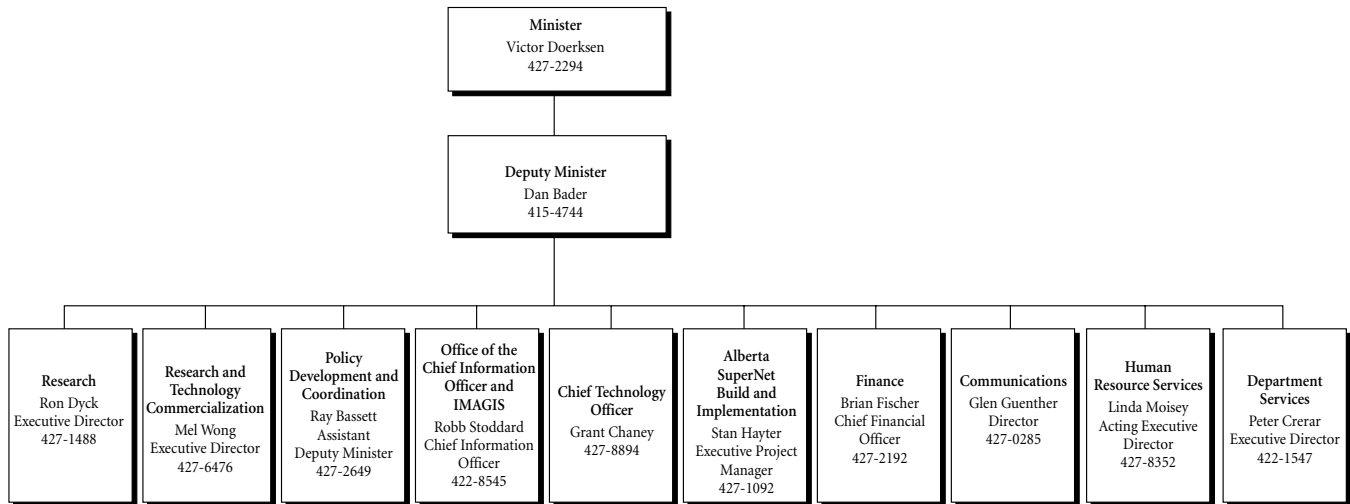 Minister
Victor Doerksen
427-2294
Deputy Minister
Dan Bader
415-4744
Research
Ron Dyck
Executive Director
427-1488
Research and
Technology
Commercialization
Mel Wong
Executive Director
427-6476
Policy
Development and
Coordination
Ray Bassett
Assistant
Deputy Minister
427-2649
Office of the
Chief Information
Officer and
IMAGIS
Robb Stoddard
Chief Information
Officer
422-8545
Chief Technology
Officer
Grant Chaney
427-8894
Alberta
SuperNet
Build and
Implementation
Stan Hayter
Executive Project
Manager
427-1092
Finance
Brian Fischer
Chief Financial
Officer
427-2192
Communications
Glen Guenther
Director
427-0285
Human
Resource Services
Linda Moisey
Acting Executive
Director
427-8352
Department
Services
Peter Crerar
Executive Director
422-1547